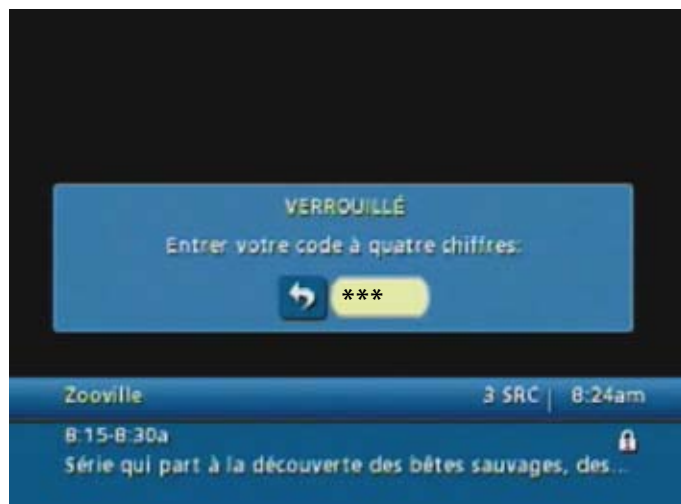 VERROUILLÉ
Entrer votre code à quatre chiffres:
***
Zooville 3 SRC | 8:24am
8:15-8:30a
Série qui part à la découverte des bêtes sauvages, des...